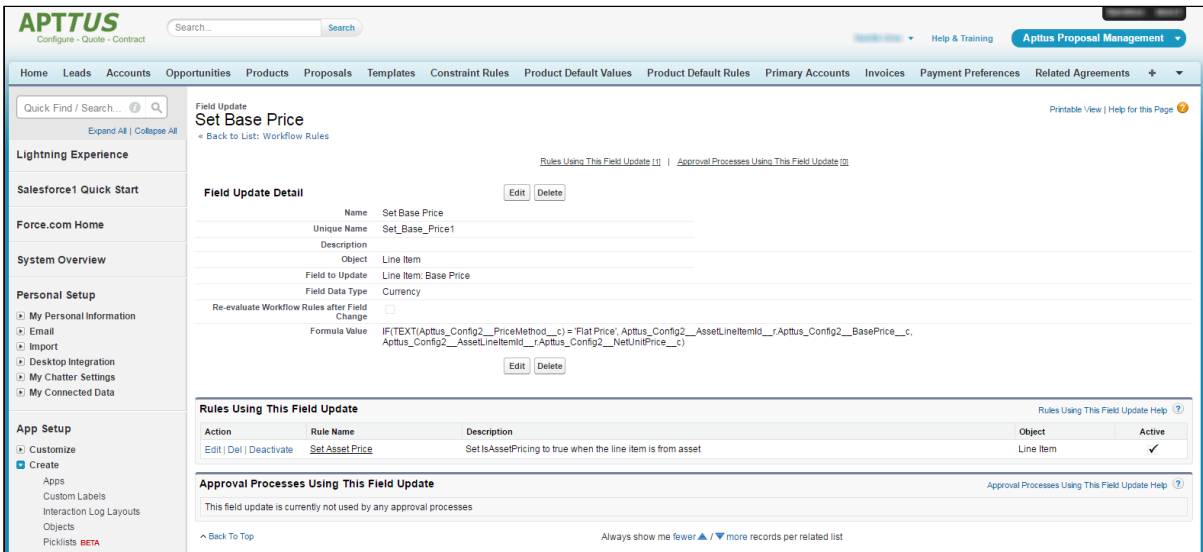 APTTUS
Configure - Quote - Contract
Search...
Search
Help & Training
Apttus Proposal Management
Home Leads Accounts Opportunities Products Proposals Templates Constraint Rules Product Default Values Product Default Rules Primary Accounts Invoices Payment Preferences Related Agreements +
Quick Find / Search...
Expand All | Collapse All
Lightning Experience
Salesforce1 Quick Start
Force.com Home
System Overview
Personal Setup
My Personal Information
Email
Import
Desktop Integration
My Chatter Settings
My Connected Data
App Setup
Customize
Create
Apps
Custom Labels
Interaction Log Layouts
Objects
Picklists BETA
Field Update
Set Base Price
« Back to List: Workflow Rules
Printable View | Help for this Page ?
Rules Using This Field Update [1] | Approval Processes Using This Field Update [0]
Field Update Detail
Edit Delete
Name Set Base Price
Unique Name Set_Base_Price1
Description
Object Line Item
Field to Update Line Item: Base Price
Field Data Type Currency
Re-evaluate Workflow Rules after Field
Change
Formula Value IF(TEXT(Apttus_Config2__PriceMethod__c) = 'Flat Price', Apttus_Config2__AssetLineItemId__r.Apttus_Config2__BasePrice__c,
Apttus_Config2__AssetLineItemId__r.Apttus_Config2__NetUnitPrice__c)
Edit Delete
Rules Using This Field Update
Rules Using This Field Update Help ?
Action Rule Name Description Object Active
Edit | Del | Deactivate Set Asset Price Set IsAssetPricing to true when the line item is from asset Line Item ✓
Approval Processes Using This Field Update
Approval Processes Using This Field Update Help ?
This field update is currently not used by any approval processes
^ Back To Top
Always show me fewer ▲ / ▼ more records per related list